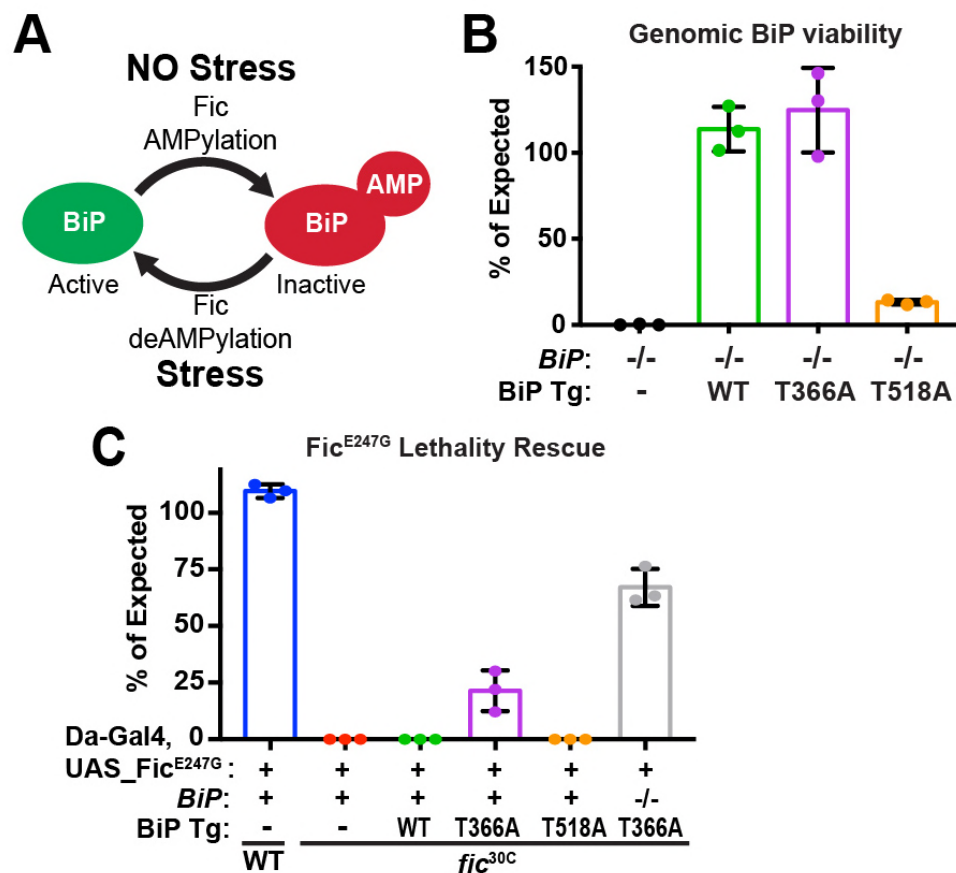 A
NO Stress
Fic
AMPylation
AMP
BiP
BiP
Active
Inactive
Fic
deAMPylation
Stress
B
Genomic BiP viability
% of Expected
150
100
50
0
BiP: -/- -/- -/- -/-
BiP Tg: - WT T366A T518A
C
Fic^E247G Lethality Rescue
% of Expected
100
75
50
25
0
Da-Gal4,
UAS_Fic^E247G : + + + + + +
BiP: + + + + + -/-
BiP Tg: - - WT T366A T518A T366A
WT fic^30C